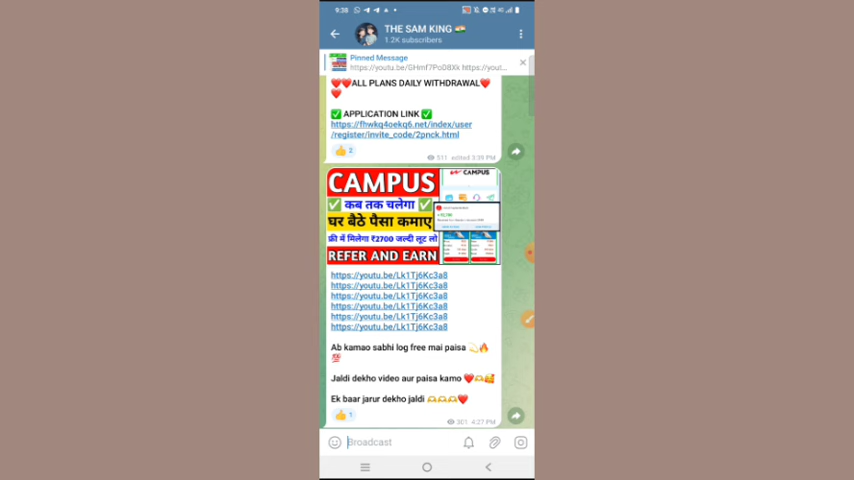 9:38
4G
THE SAM KING 🇮🇳
1.2K subscribers
Pinned Message
https://youtu.be/GHmf7PoD8Xk https://yout...
❤️❤️ALL PLANS DAILY WITHDRAWAL❤️
❤️
✅ APPLICATION LINK ✅
https://fhwkq4oekq6.net/index/user
/register/invite_code/2pnck.html
👍 2
511 edited 3:39 PM
CAMPUS
CAMPUS
✅ कब तक चलेगा ✅
घर बैठे पैसा कमाए
फ्री में मिलेगा ₹2700 जल्दी लूट लो
REFER AND EARN
https://youtu.be/Lk1Tj6Kc3a8
https://youtu.be/Lk1Tj6Kc3a8
https://youtu.be/Lk1Tj6Kc3a8
https://youtu.be/Lk1Tj6Kc3a8
https://youtu.be/Lk1Tj6Kc3a8
https://youtu.be/Lk1Tj6Kc3a8
Ab kamao sabhi log free mai paisa 💫🔥
💯
Jaldi dekho video aur paisa kamo ❤️🫶🥰
Ek baar jarur dekho jaldi 🫶🫶🫶❤️
👍 1
301 4:27 PM
Broadcast